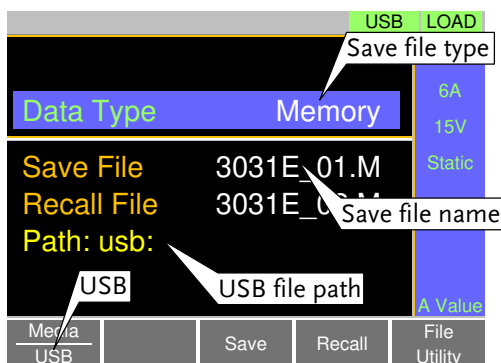 USB LOAD
Save file type
Data Type Memory
6A
15V
Static
Save File 3031E_01.M
Recall File 3031E_0
Save file name
Path: usb:
USB
USB file path
A Value
Media
USB
Save
Recall
File
Utility